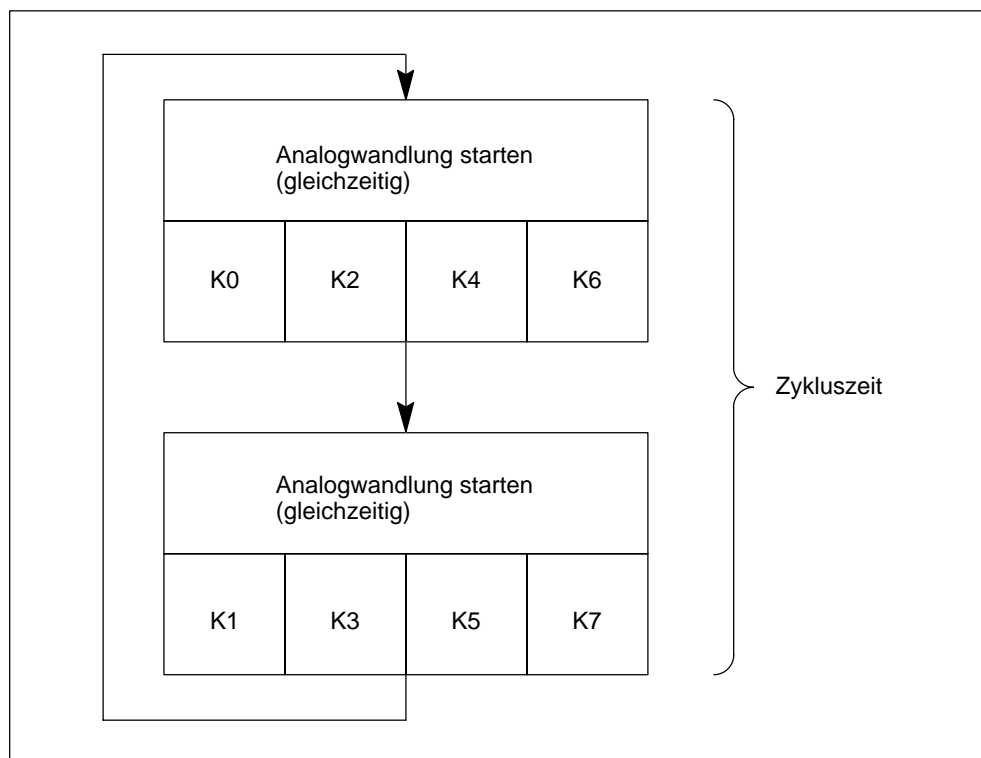 Analogwandlung starten
(gleichzeitig)
K0 K2 K4 K6
Zykluszeit
Analogwandlung starten
(gleichzeitig)
K1 K3 K5 K7